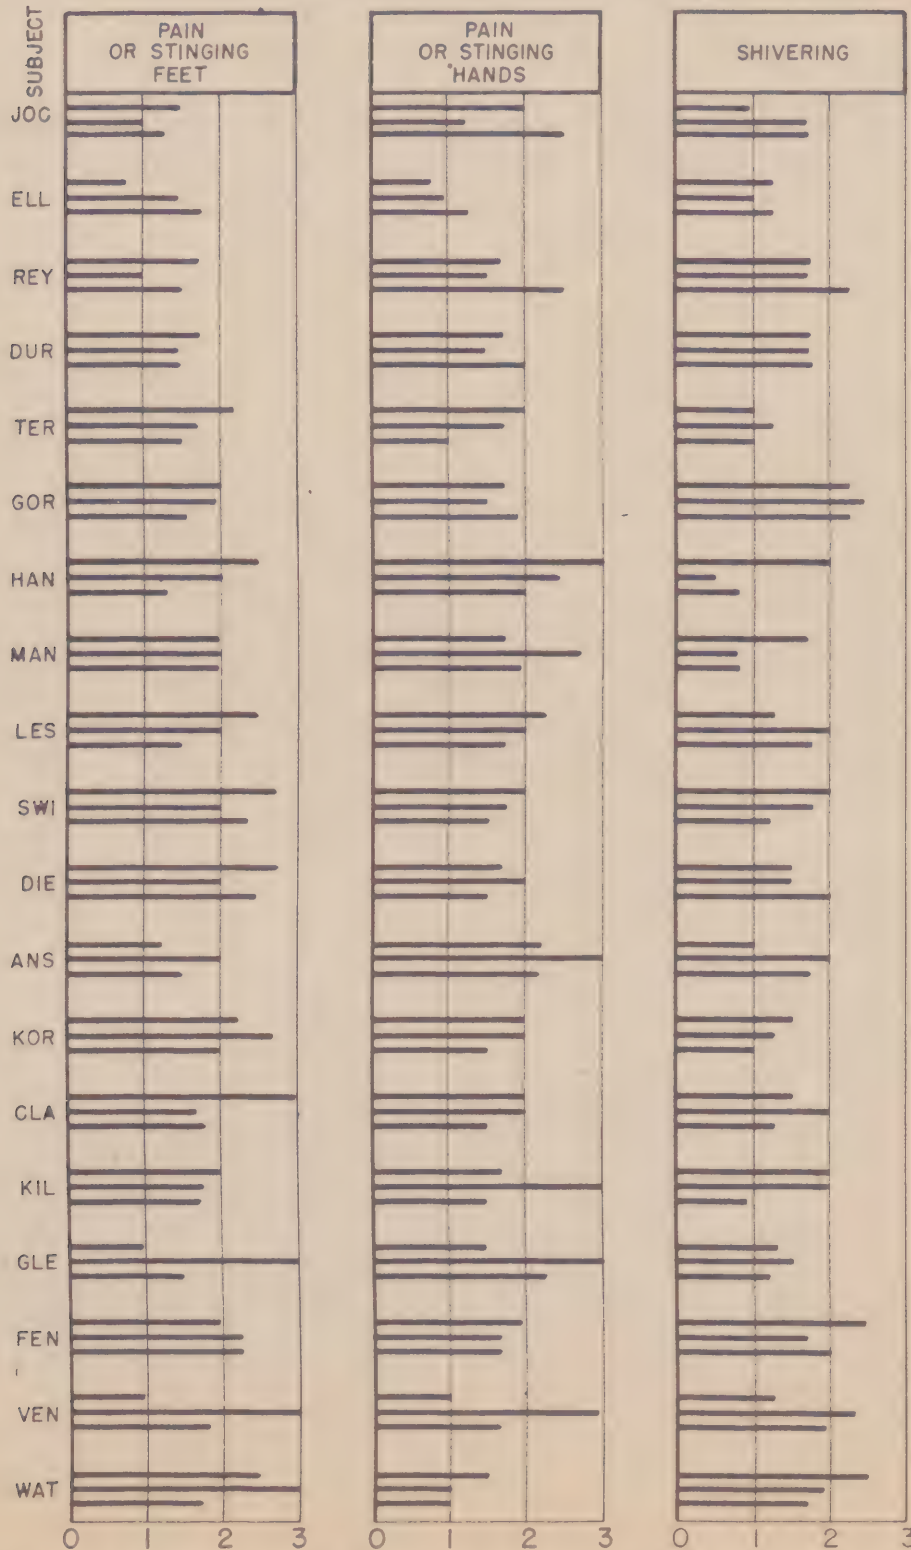 SUBJECT
PAIN
OR STINGING
FEET
PAIN
OR STINGING
HANDS
SHIVERING
JOC
ELL
REY
DUR
TER
GOR
HAN
MAN
LES
SWI
DIE
ANS
KOR
CLA
KIL
GLE
FEN
VEN
WAT
0 1 2 3
0 1 2 3
0 1 2 3